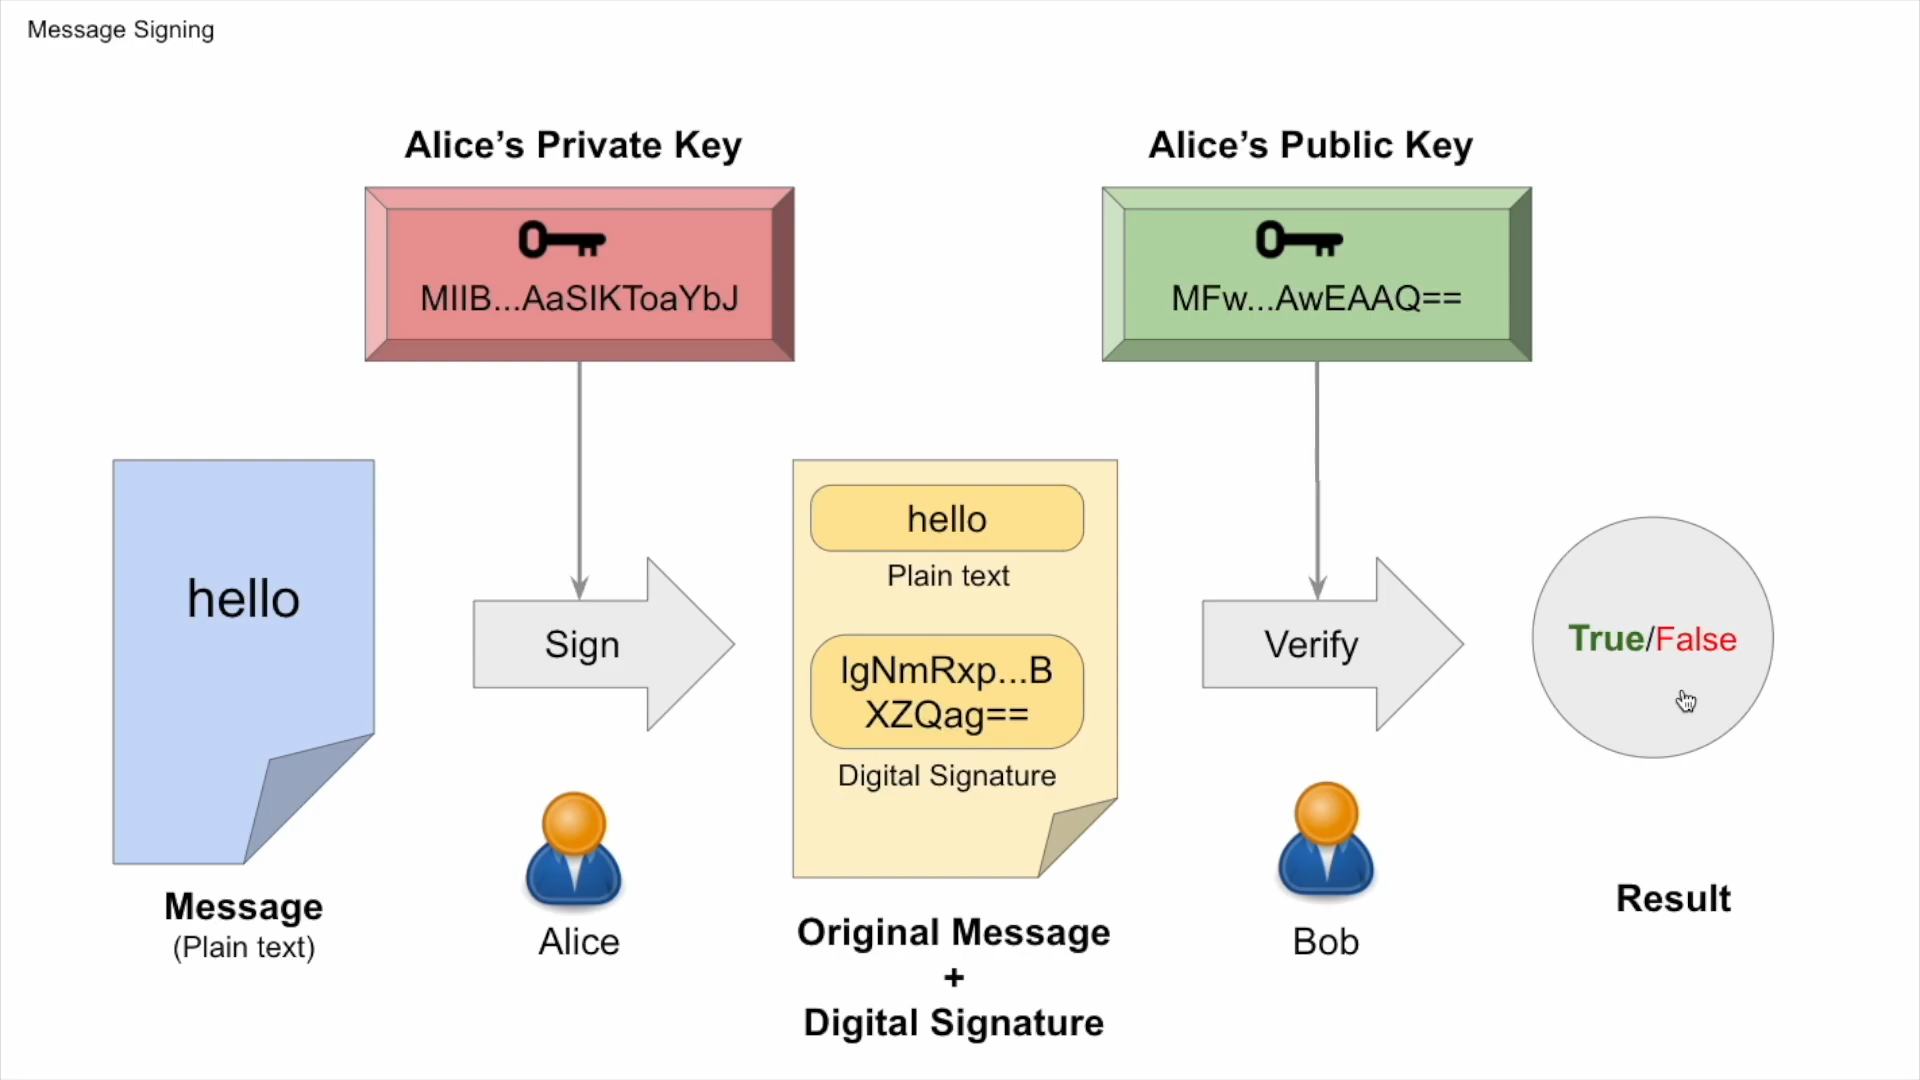 Message Signing
Alice’s Private Key
MIIB...AaSIKToaYbJ
Alice’s Public Key
MFw...AwEAAQ==
hello
Message
(Plain text)
Sign
Alice
hello
Plain text
IgNmRxp...B
XZQag==
Digital Signature
Original Message
+
Digital Signature
Verify
Bob
True/False
Result